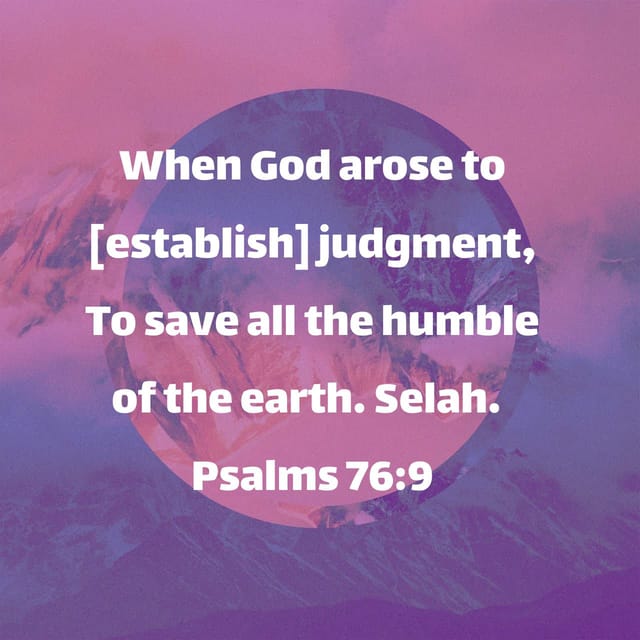 When God arose to
[establish] judgment,
To save all the humble
of the earth. Selah.
Psalms 76:9